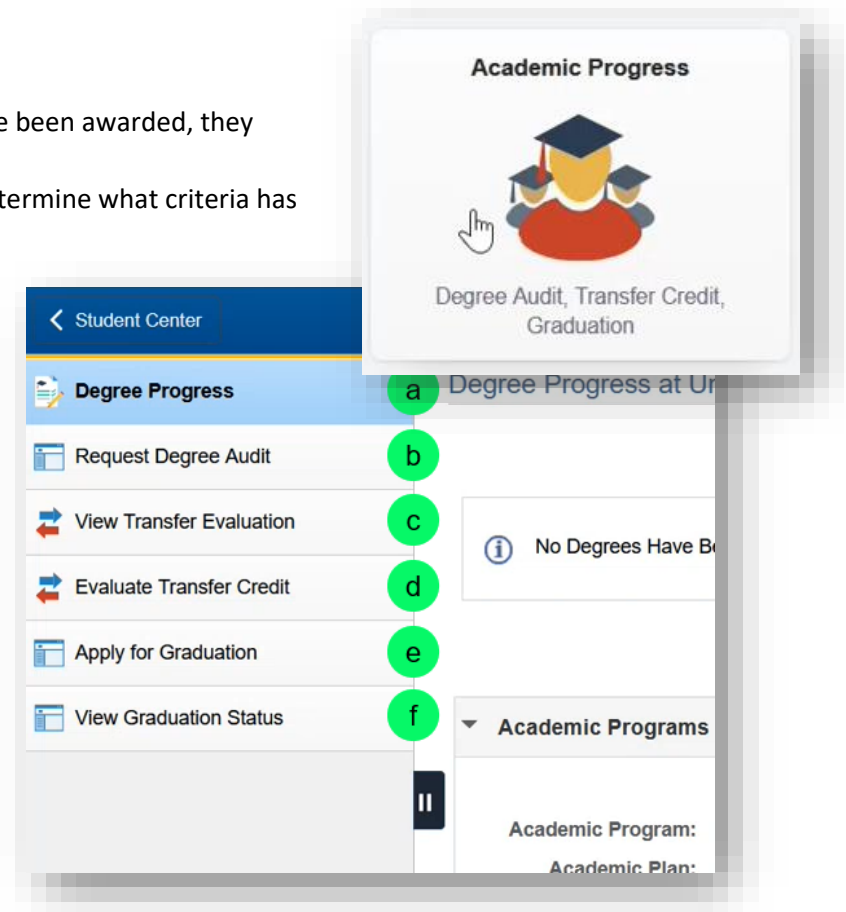 Academic Progress
e been awarded, they
termine what criteria has
Degree Audit, Transfer Credit,
Graduation
Student Center
Degree Progress
a
Degree Progress at Ur
Request Degree Audit
b
View Transfer Evaluation
c
No Degrees Have Be
Evaluate Transfer Credit
d
Apply for Graduation
e
View Graduation Status
f
Academic Programs
Academic Program:
Academic Plan: